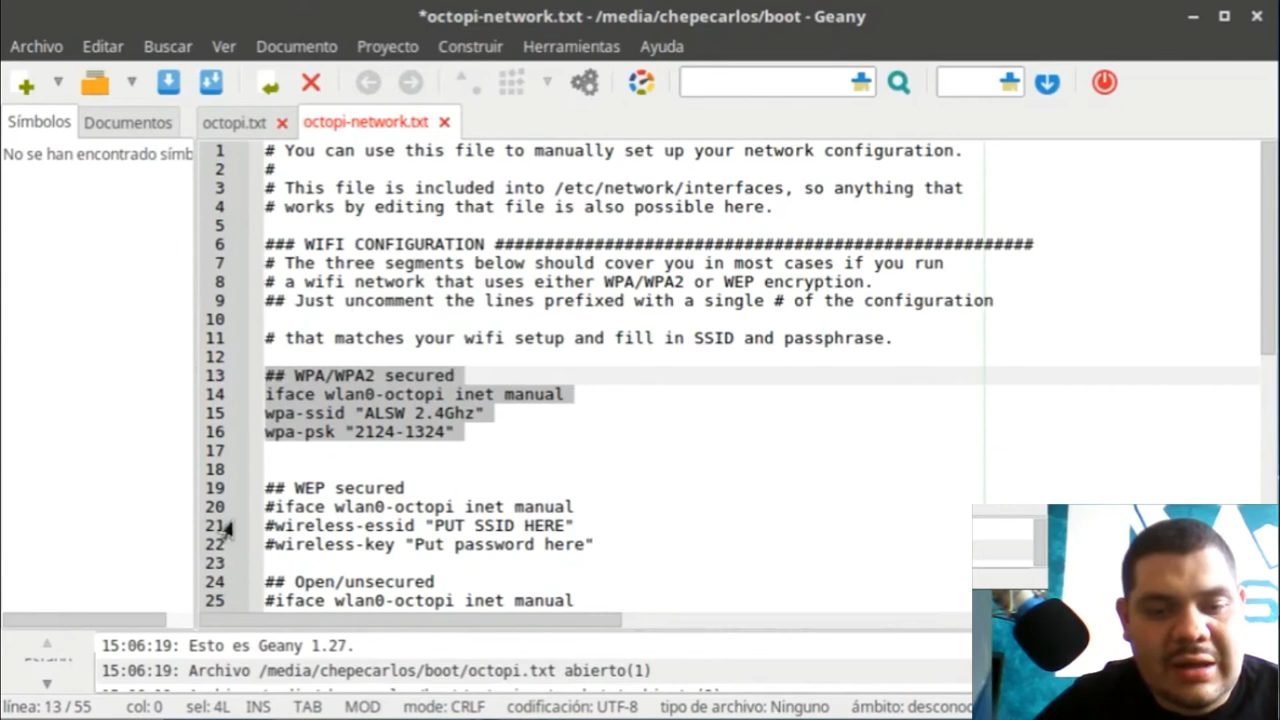 *octopi-network.txt - /media/chepecarlos/boot - Geany
Archivo Editar Buscar Ver Documento Proyecto Construir Herramientas Ayuda
Símbolos Documentos octopi.txt octopi-network.txt
No se han encontrado símb
1 # You can use this file to manually set up your network configuration.
2 #
3 # This file is included into /etc/network/interfaces, so anything that
4 # works by editing that file is also possible here.
5
6 ### WIFI CONFIGURATION ######################################################
7 # The three segments below should cover you in most cases if you run
8 # a wifi network that uses either WPA/WPA2 or WEP encryption.
9 ## Just uncomment the lines prefixed with a single # of the configuration
10
11 # that matches your wifi setup and fill in SSID and passphrase.
12
13 ## WPA/WPA2 secured
14 iface wlan0-octopi inet manual
15 wpa-ssid "ALSW 2.4Ghz"
16 wpa-psk "2124-1324"
17
18
19 ## WEP secured
20 #iface wlan0-octopi inet manual
21 #wireless-essid "PUT SSID HERE"
22 #wireless-key "Put password here"
23
24 ## Open/unsecured
25 #iface wlan0-octopi inet manual
15:06:19: Esto es Geany 1.27.
15:06:19: Archivo /media/chepecarlos/boot/octopi.txt abierto(1)
línea: 13 / 55 col: 0 sel: 4L INS TAB MOD mode: CRLF codificación: UTF-8 tipo de archivo: Ninguno ámbito: descono